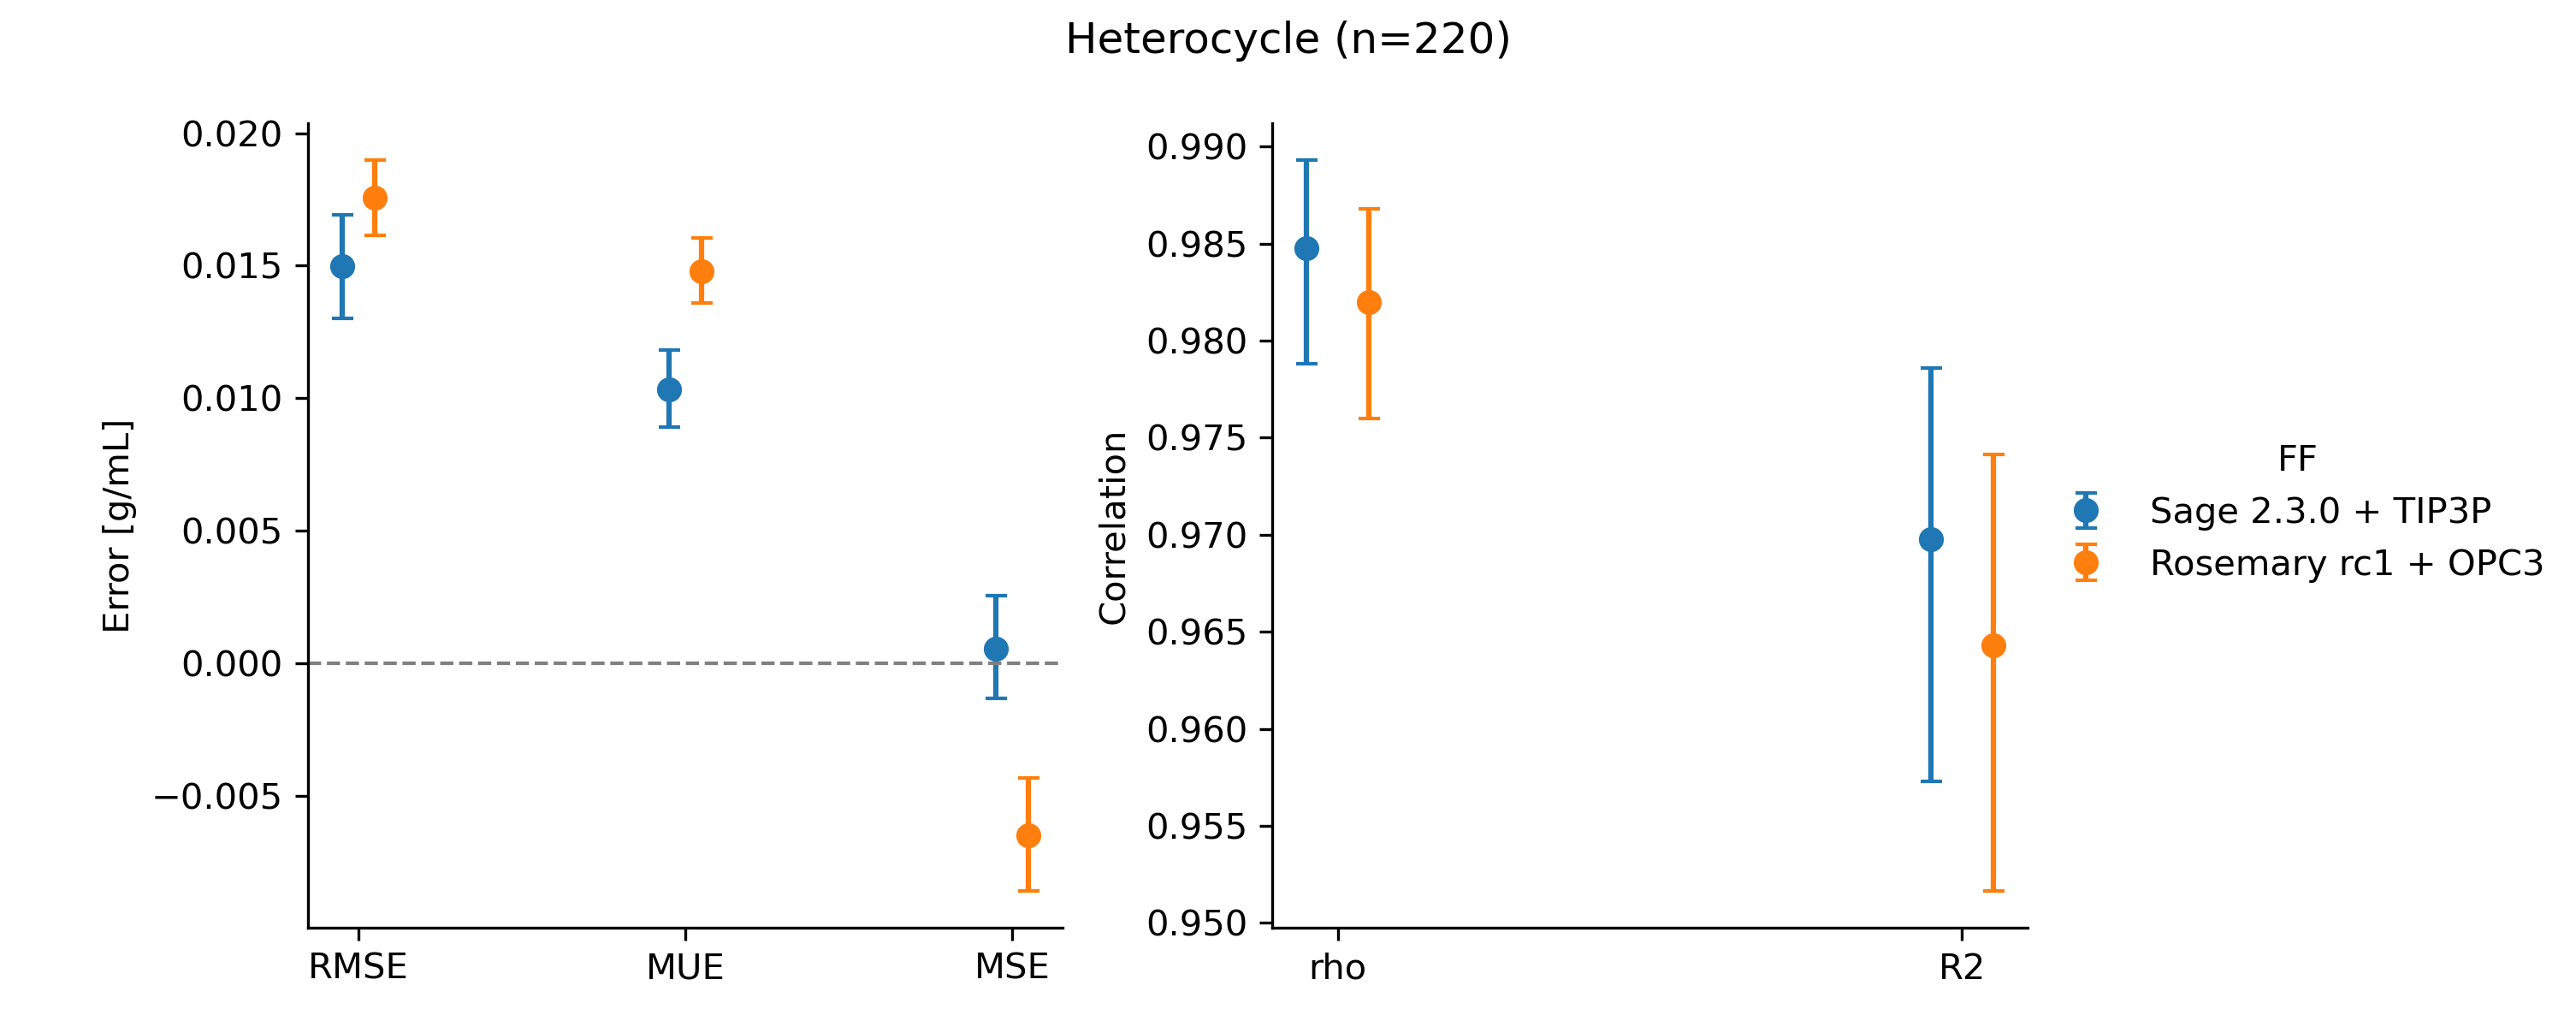 Heterocycle (n=220)
Error [g/mL]
0.020
0.015
0.010
0.005
0.000
−0.005
RMSE
MUE
MSE
Correlation
0.990
0.985
0.980
0.975
0.970
0.965
0.960
0.955
0.950
rho
R2
FF
Sage 2.3.0 + TIP3P
Rosemary rc1 + OPC3